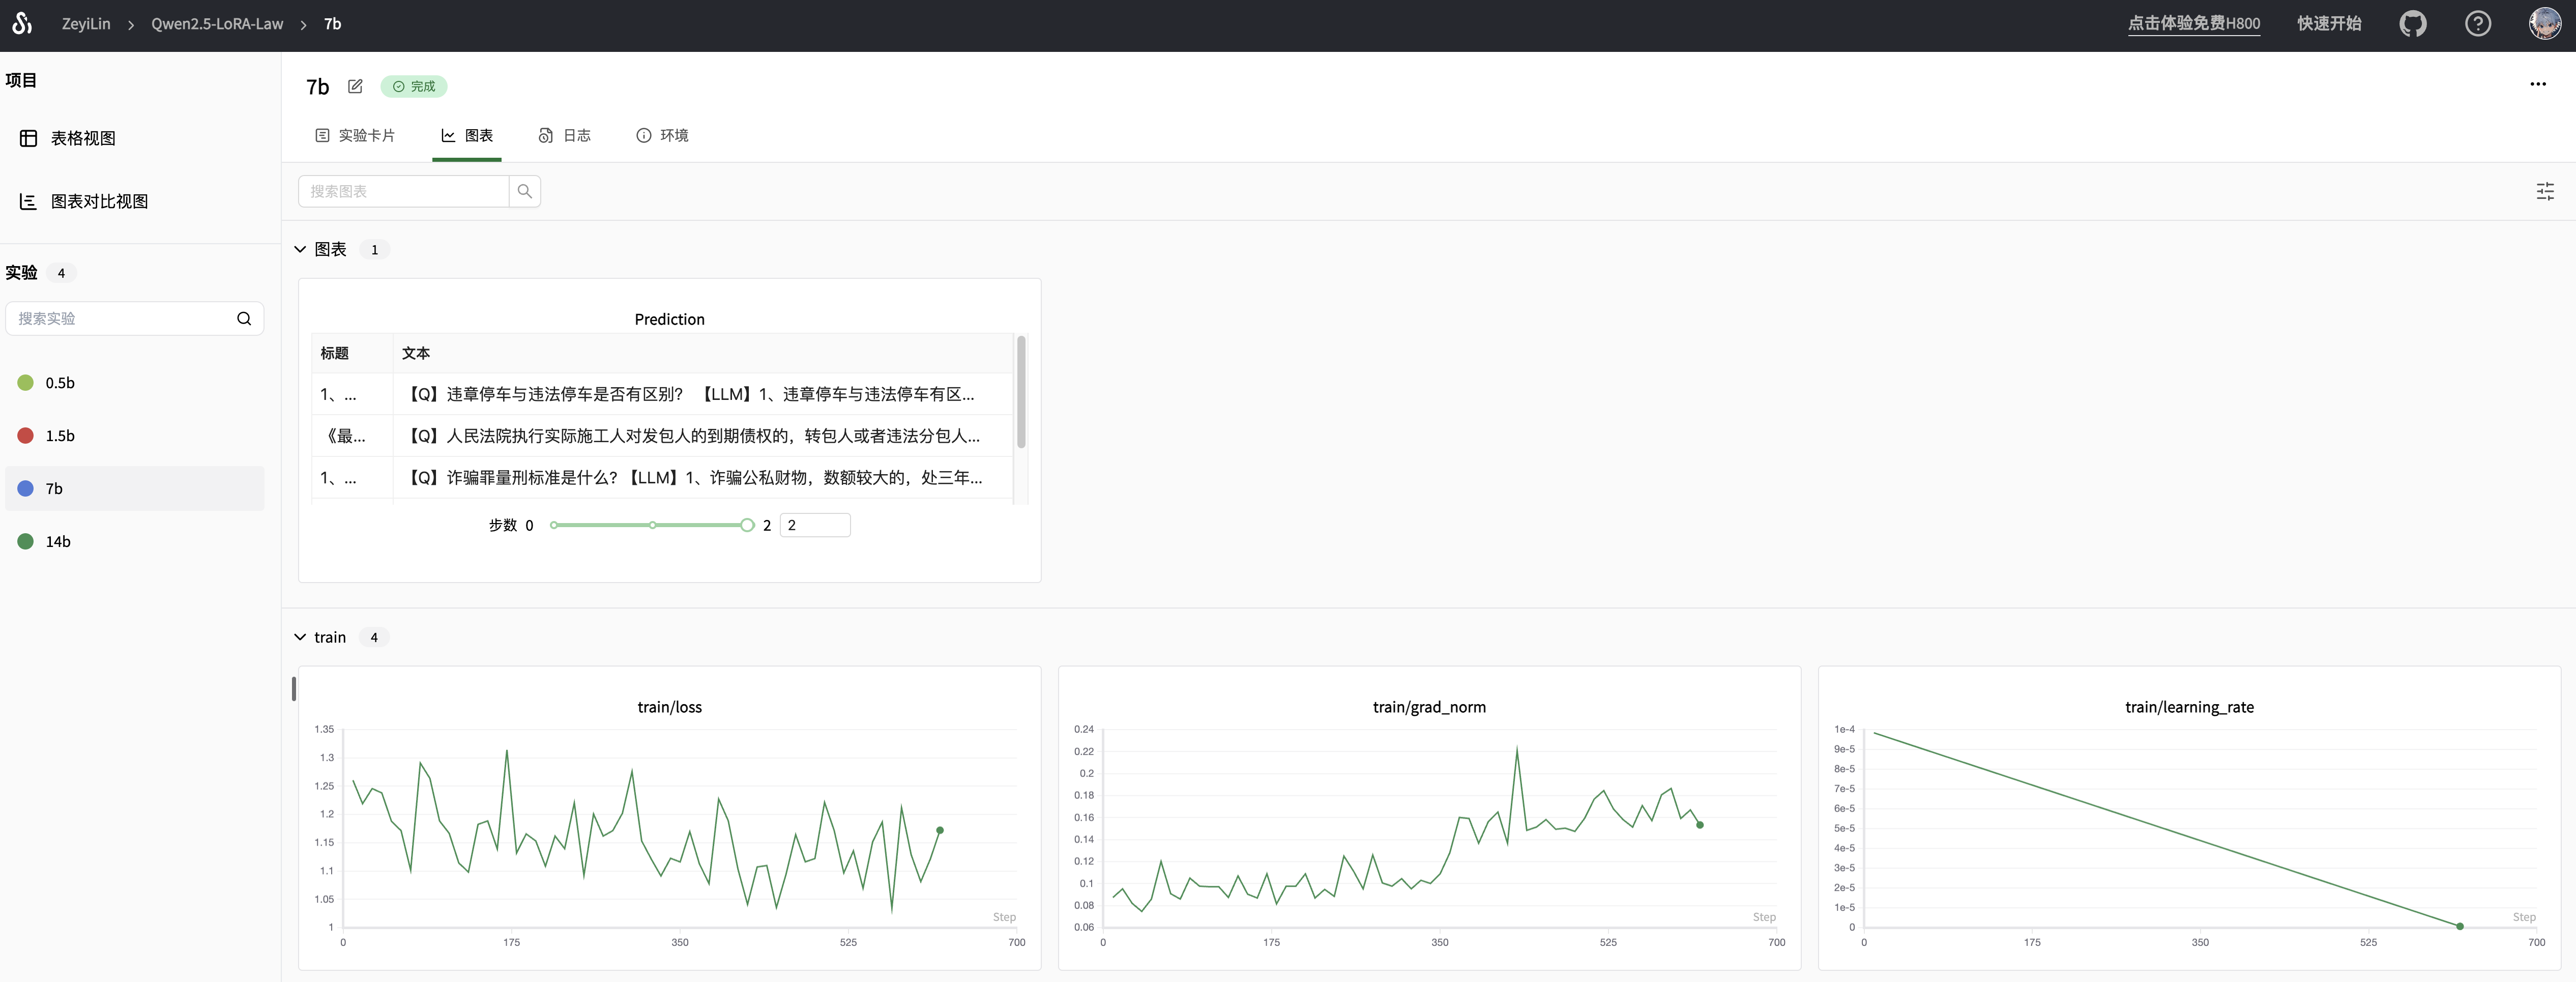 ZeyiLin > Qwen2.5-LoRA-Law > 7b
点击体验免费H800 快速开始
项目
表格视图
图表对比视图
实验 4
搜索实验
0.5b
1.5b
7b
14b
7b 完成
实验卡片 图表 日志 环境
搜索图表
图表 1
Prediction
标题 文本
1、... 【Q】违章停车与违法停车是否有区别? 【LLM】1、违章停车与违法停车有区...
《最... 【Q】人民法院执行实际施工人对发包人的到期债权的，转包人或者违法分包人...
1、... 【Q】诈骗罪量刑标准是什么? 【LLM】1、诈骗公私财物，数额较大的，处三年...
步数 0 2 2
train 4
train/loss
1.35
1.3
1.25
1.2
1.15
1.1
1.05
1
Step
0 175 350 525 700
train/grad_norm
0.24
0.22
0.2
0.18
0.16
0.14
0.12
0.1
0.08
0.06
Step
0 175 350 525 700
train/learning_rate
1e-4
9e-5
8e-5
7e-5
6e-5
5e-5
4e-5
3e-5
2e-5
1e-5
0
Step
0 175 350 525 700